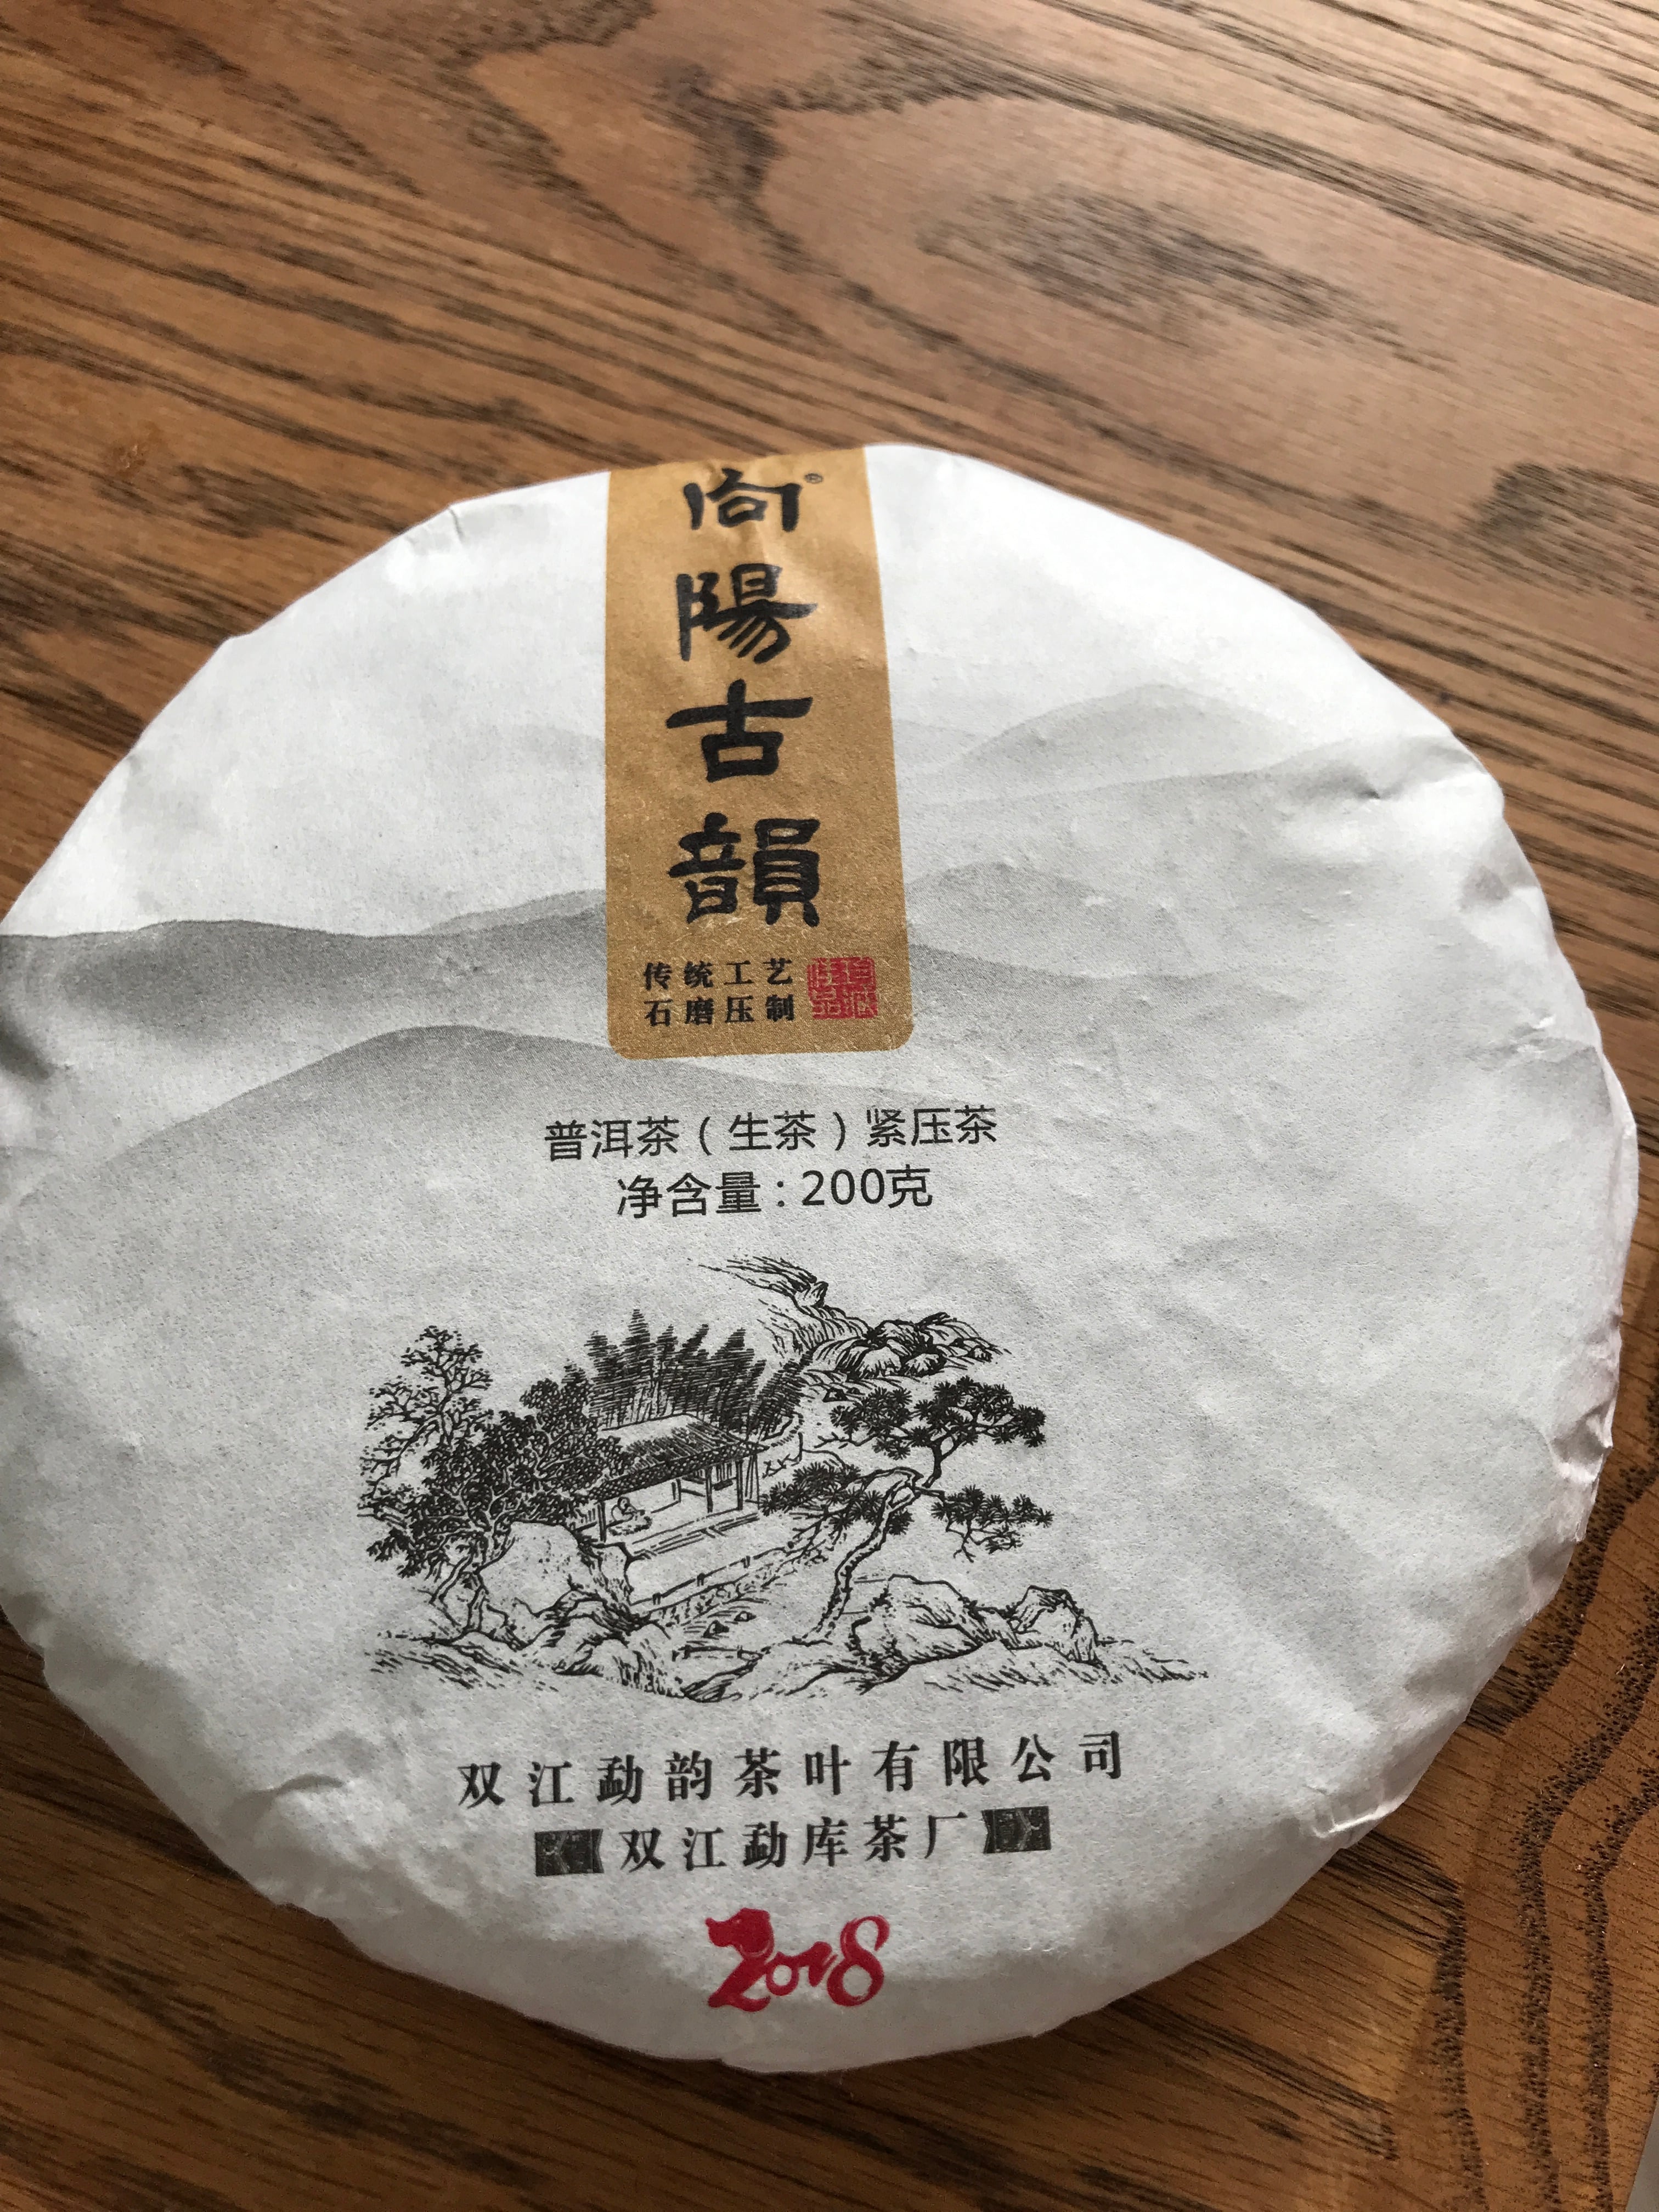 尚®
陽
古
韻
传统工艺
石磨压制
普洱茶（生茶）紧压茶
净含量:200克
双江勐韵茶叶有限公司
双江勐库茶厂
2018